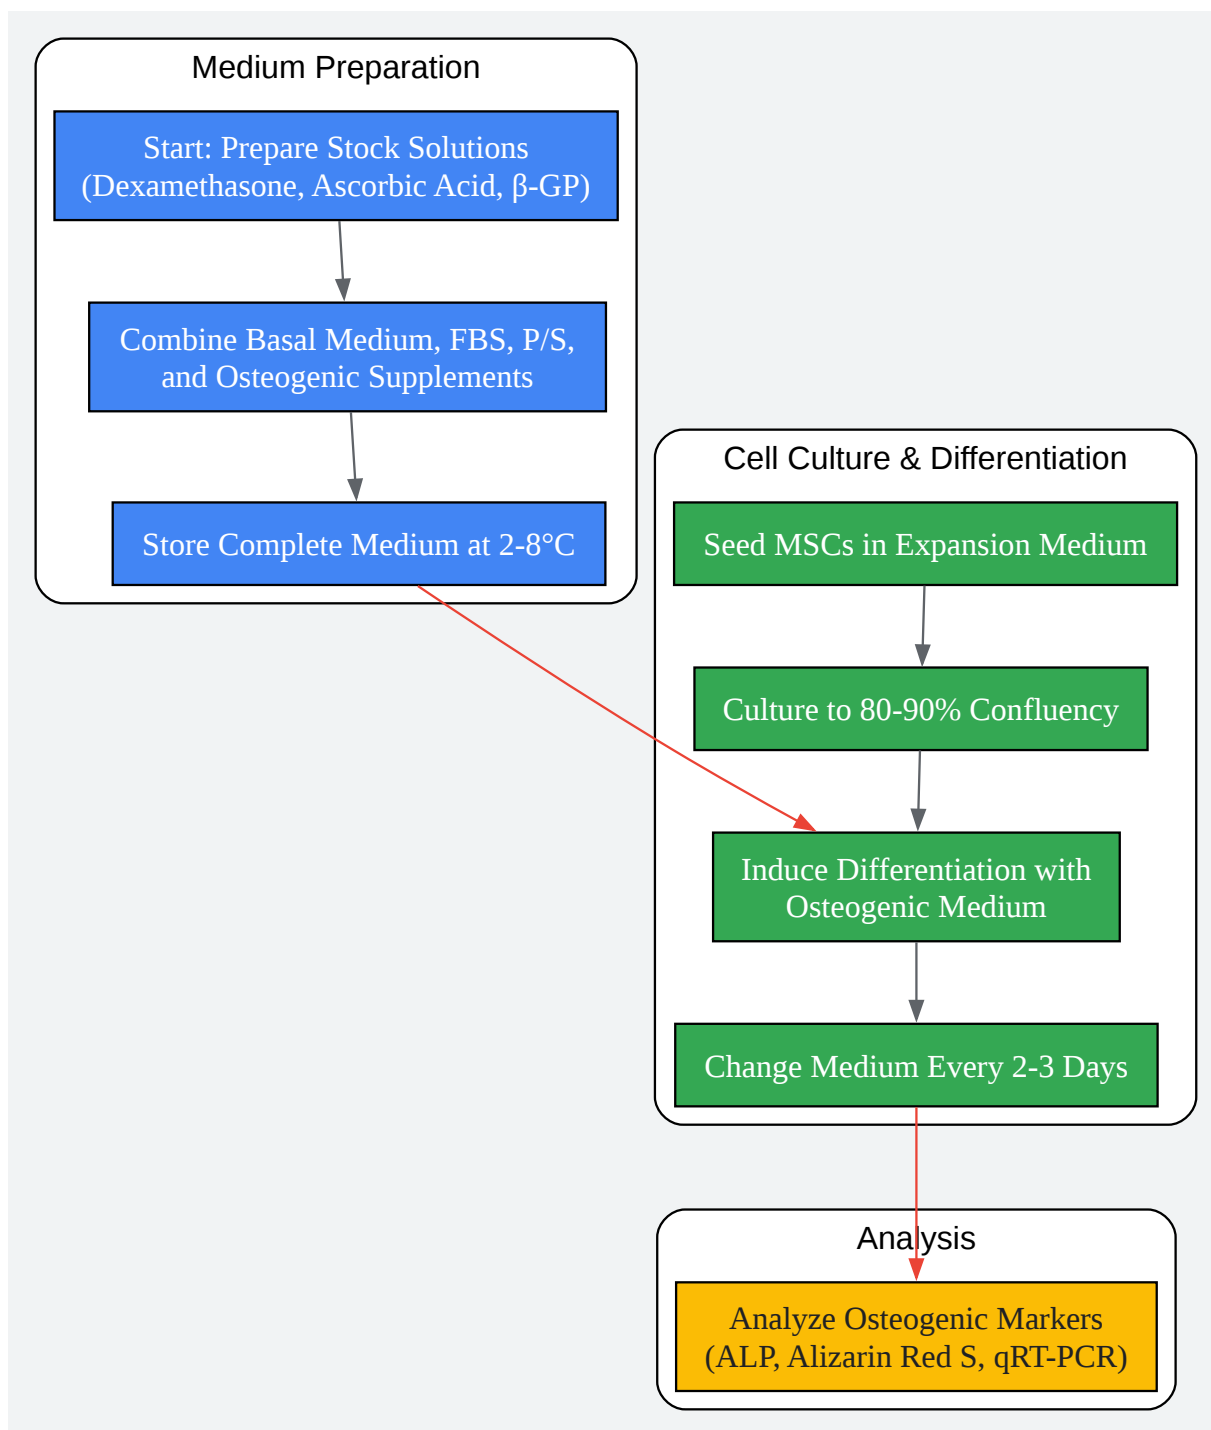 Medium Preparation
Start: Prepare Stock Solutions
(Dexamethasone, Ascorbic Acid, β-GP)
Combine Basal Medium, FBS, P/S,
and Osteogenic Supplements
Store Complete Medium at 2-8°C
Cell Culture & Differentiation
Seed MSCs in Expansion Medium
Culture to 80-90% Confluency
Induce Differentiation with
Osteogenic Medium
Change Medium Every 2-3 Days
Analysis
Analyze Osteogenic Markers
(ALP, Alizarin Red S, qRT-PCR)